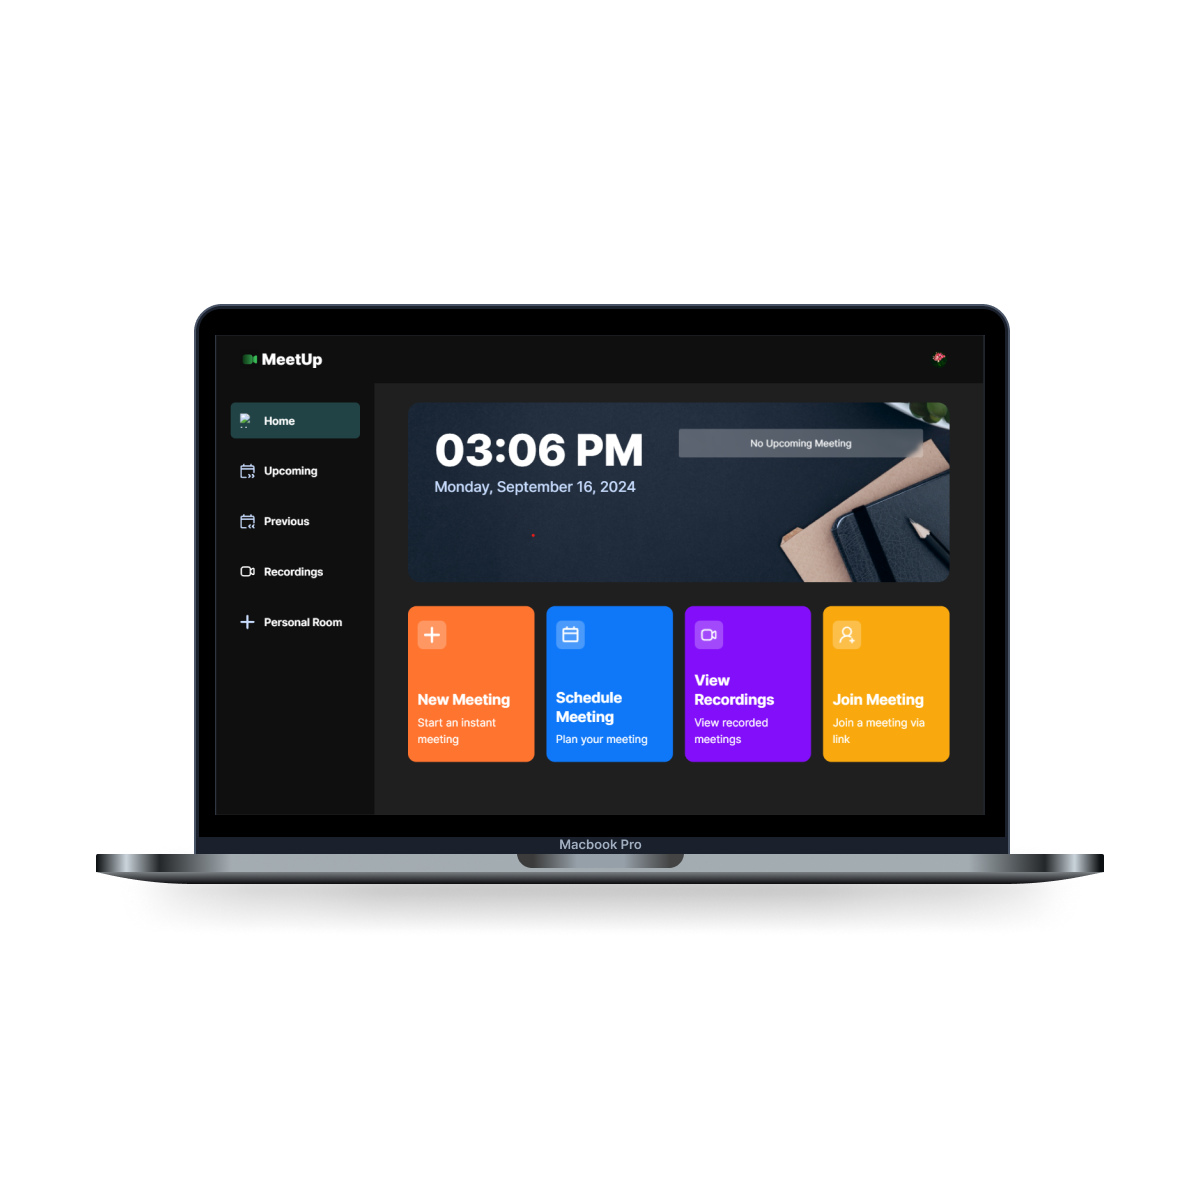 MeetUp
Home
Upcoming
Previous
Recordings
Personal Room
03:06 PM
Monday, September 16, 2024
No Upcoming Meeting
New Meeting
Start an instant
meeting
Schedule
Meeting
Plan your meeting
View
Recordings
View recorded
meetings
Join Meeting
Join a meeting via
link
Macbook Pro